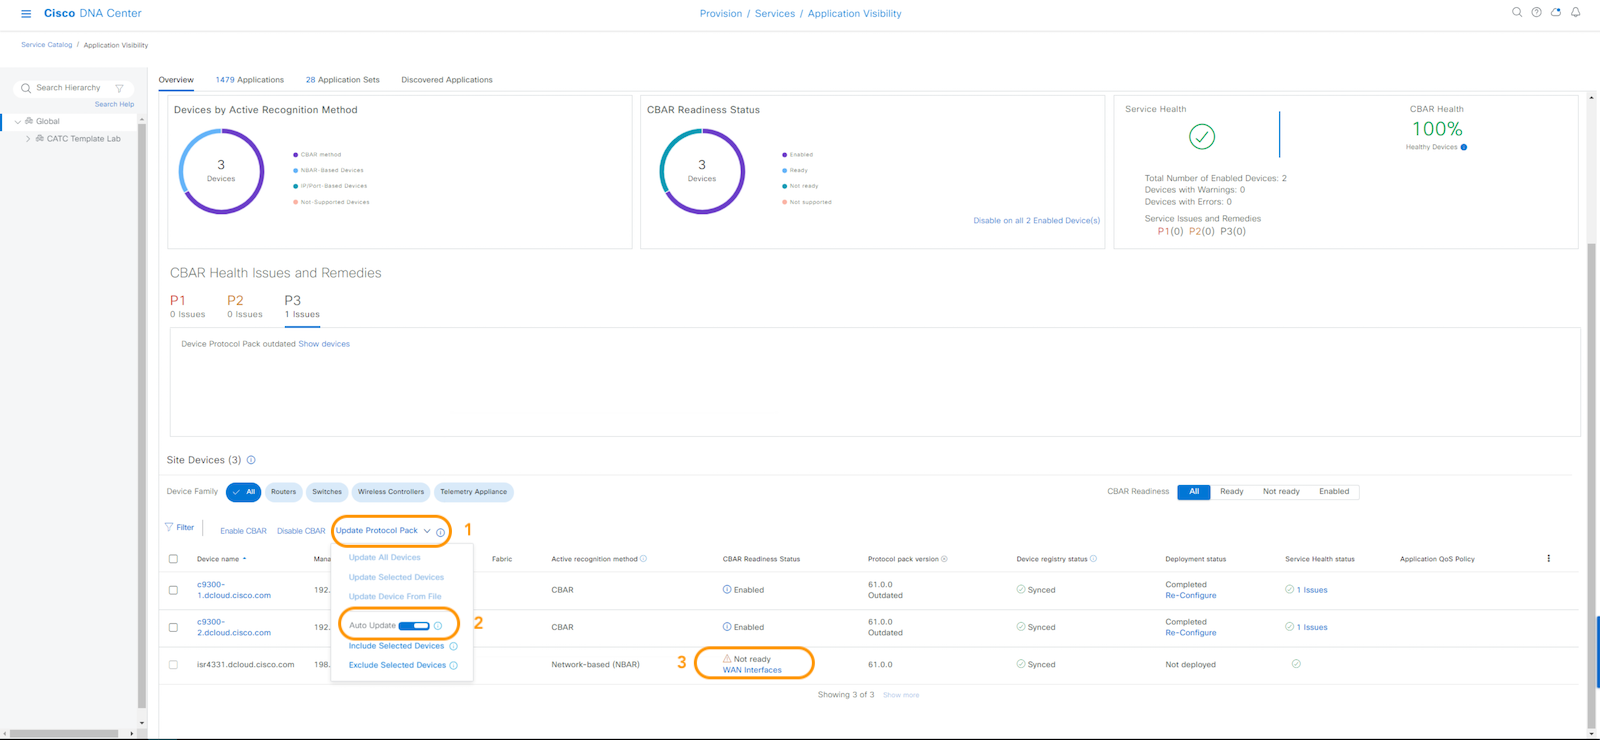 Cisco DNA Center
Provision / Services / Application Visibility
Service Catalog / Application Visibility
Search Hierarchy
Search Help
Global
CATC Template Lab
Overview
1479 Applications
28 Application Sets
Discovered Applications
Devices by Active Recognition Method
3
Devices
CBAR method
NBAR-Based Devices
IP/Port-Based Devices
Not-Supported Devices
CBAR Readiness Status
3
Devices
Enabled
Ready
Not ready
Not supported
Disable on all 2 Enabled Device(s)
Service Health
CBAR Health
100%
Healthy Devices
Total Number of Enabled Devices: 2
Devices with Warnings: 0
Devices with Errors: 0
Service Issues and Remedies
P1(0) P2(0) P3(0)
CBAR Health Issues and Remedies
P1
0 Issues
P2
0 Issues
P3
1 Issues
Device Protocol Pack outdated Show devices
Site Devices (3)
Device Family
All
Routers
Switches
Wireless Controllers
Telemetry Appliance
CBAR Readiness
All
Ready
Not ready
Enabled
Filter
Enable CBAR
Disable CBAR
Update Protocol Pack
1
Update All Devices
Update Selected Devices
Update Device From File
Auto Update
2
Include Selected Devices
Exclude Selected Devices
Device name
Mana
Fabric
Active recognition method
CBAR Readiness Status
Protocol pack version
Device registry status
Deployment status
Service Health status
Application QoS Policy
c9300-
1.dcloud.cisco.com
192.
CBAR
Enabled
61.0.0
Outdated
Synced
Completed
Re-Configure
1 Issues
c9300-
2.dcloud.cisco.com
192.
CBAR
Enabled
61.0.0
Outdated
Synced
Completed
Re-Configure
1 Issues
isr4331.dcloud.cisco.com
198.
Network-based (NBAR)
3
Not ready
WAN Interfaces
61.0.0
Synced
Not deployed
Showing 3 of 3
Show more